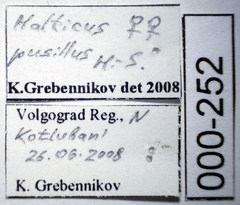 Halticus ♀♀
pusillus H.-S.
K.Grebennikov det 2008
Volgograd Reg., N
Kotluban'
26.06.2008
K. Grebennikov
000-252